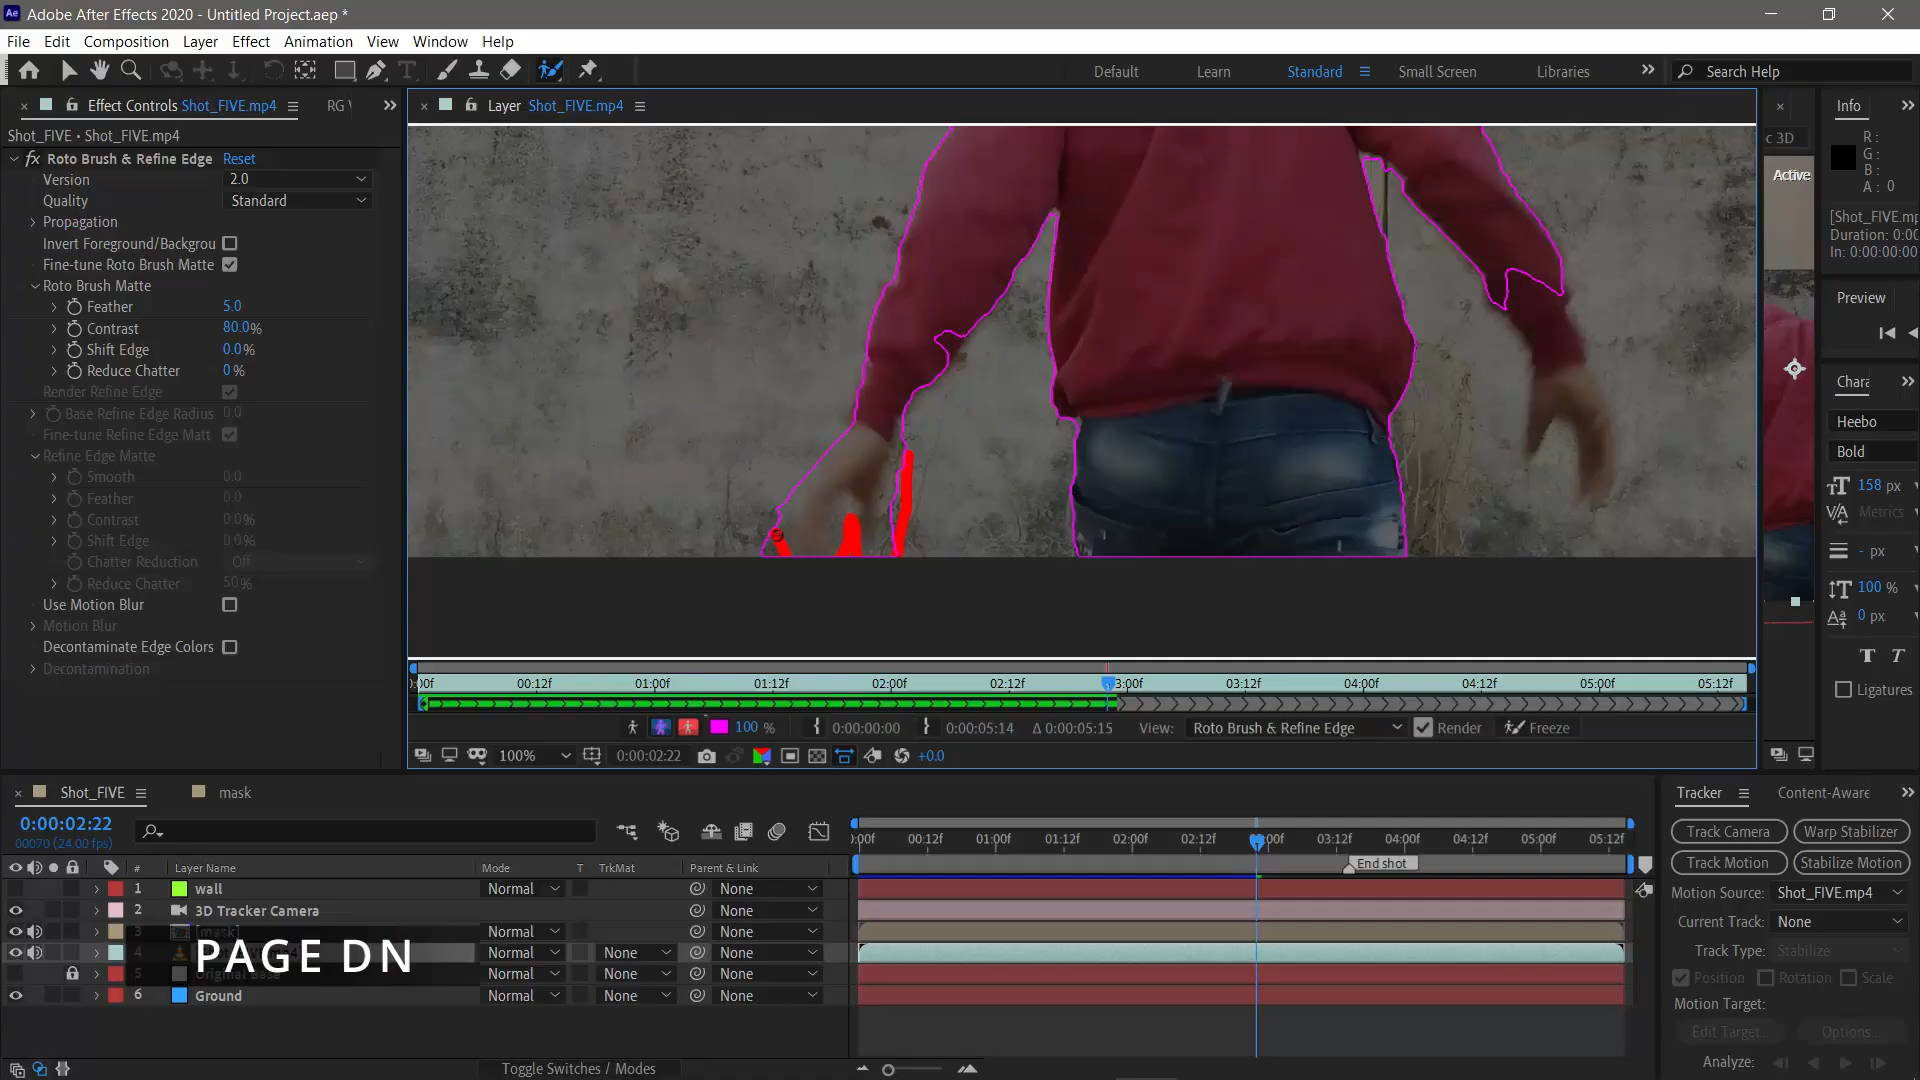 Adobe After Effects 2020 - Untitled Project.aep *
File Edit Composition Layer Effect Animation View Window Help
Default Learn Standard Small Screen Libraries Search Help
Effect Controls Shot_FIVE.mp4
Layer Shot_FIVE.mp4
Info
Shot_FIVE • Shot_FIVE.mp4
fx Roto Brush & Refine Edge Reset
Version 2.0
Quality Standard
Propagation
Invert Foreground/Backgrou
Fine-tune Roto Brush Matte
Roto Brush Matte
Feather 5.0
Contrast 80.0%
Shift Edge 0.0%
Reduce Chatter 0%
Render Refine Edge
Base Refine Edge Radius 0.0
Fine-tune Refine Edge Matt
Refine Edge Matte
Smooth 0.0
Feather 0.0
Contrast 0.0%
Shift Edge 0.0%
Chatter Reduction Off
Reduce Chatter 50%
Use Motion Blur
Motion Blur
Decontaminate Edge Colors
Decontamination
00:12f 01:00f 01:12f 02:00f 02:12f 3:00f 03:12f 04:00f 04:12f 05:00f 05:12f
100 % 0:00:00:00 0:00:05:14 Δ 0:00:05:15 View: Roto Brush & Refine Edge Render Freeze
100% 0:00:02:22 +0.0
c 3D
Active
R :
G :
B :
A : 0
[Shot_FIVE.mp
Duration: 0:00
In: 0:00:00:00
Preview
Chara
Heebo
Bold
158 px
Metrics
- px
100 %
0 px
T T
Ligatures
Shot_FIVE mask
0:00:02:22
00070 (24.00 fps)
# Layer Name Mode T TrkMat Parent & Link
:00f 00:12f 01:00f 01:12f 02:00f 02:12f 03:12f 04:00f 04:12f 05:00f 05:12f
End shot
1 wall Normal None
2 3D Tracker Camera None
3 [mask] Normal None
4 Normal None None
PAGE DN
5 Original Base Normal None None
6 Ground Normal None None
Toggle Switches / Modes
Tracker Content-Aware
Track Camera Warp Stabilizer
Track Motion Stabilize Motion
Motion Source: Shot_FIVE.mp4
Current Track: None
Track Type: Stabilize
Position Rotation Scale
Motion Target:
Edit Target... Options...
Analyze: